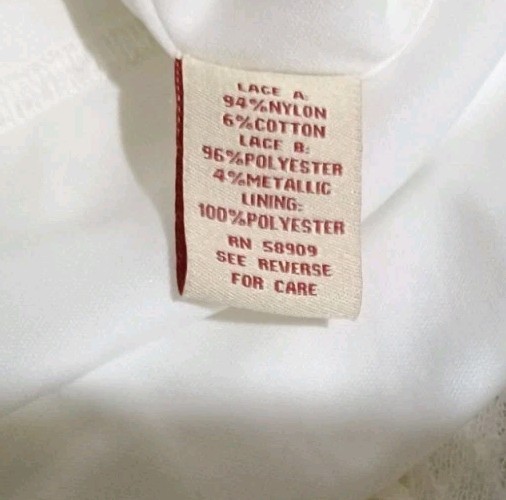 LACE A:
94%NYLON
6%COTTON
LACE B:
96%POLYESTER
4%METALLIC
LINING:
100%POLYESTER
RN 58909
SEE REVERSE
FOR CARE